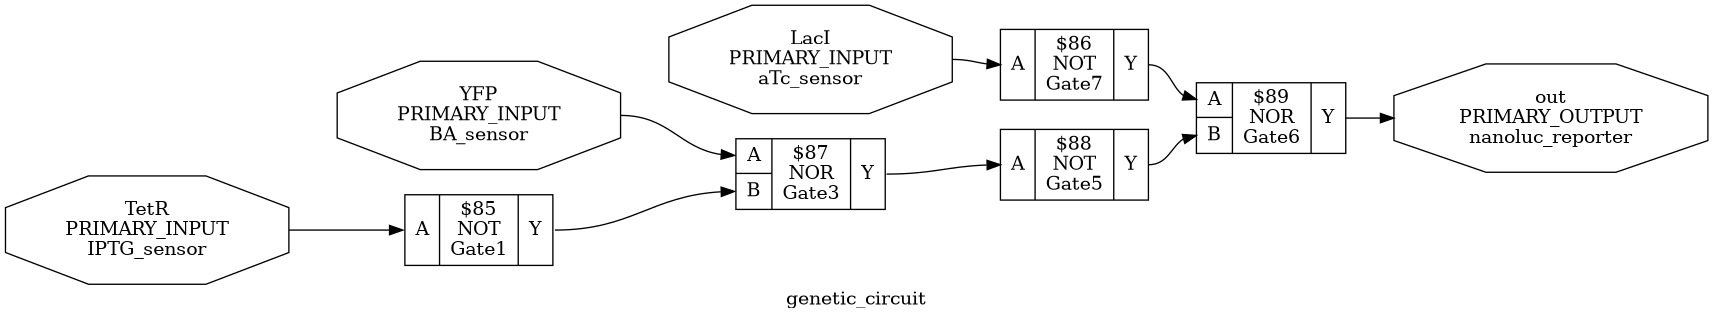 LacI
PRIMARY_INPUT
aTc_sensor
YFP
PRIMARY_INPUT
BA_sensor
TetR
PRIMARY_INPUT
IPTG_sensor
A
$85
NOT
Gate1
Y
A
B
$87
NOR
Gate3
Y
A
$86
NOT
Gate7
Y
A
$88
NOT
Gate5
Y
A
B
$89
NOR
Gate6
Y
out
PRIMARY_OUTPUT
nanoluc_reporter
genetic_circuit